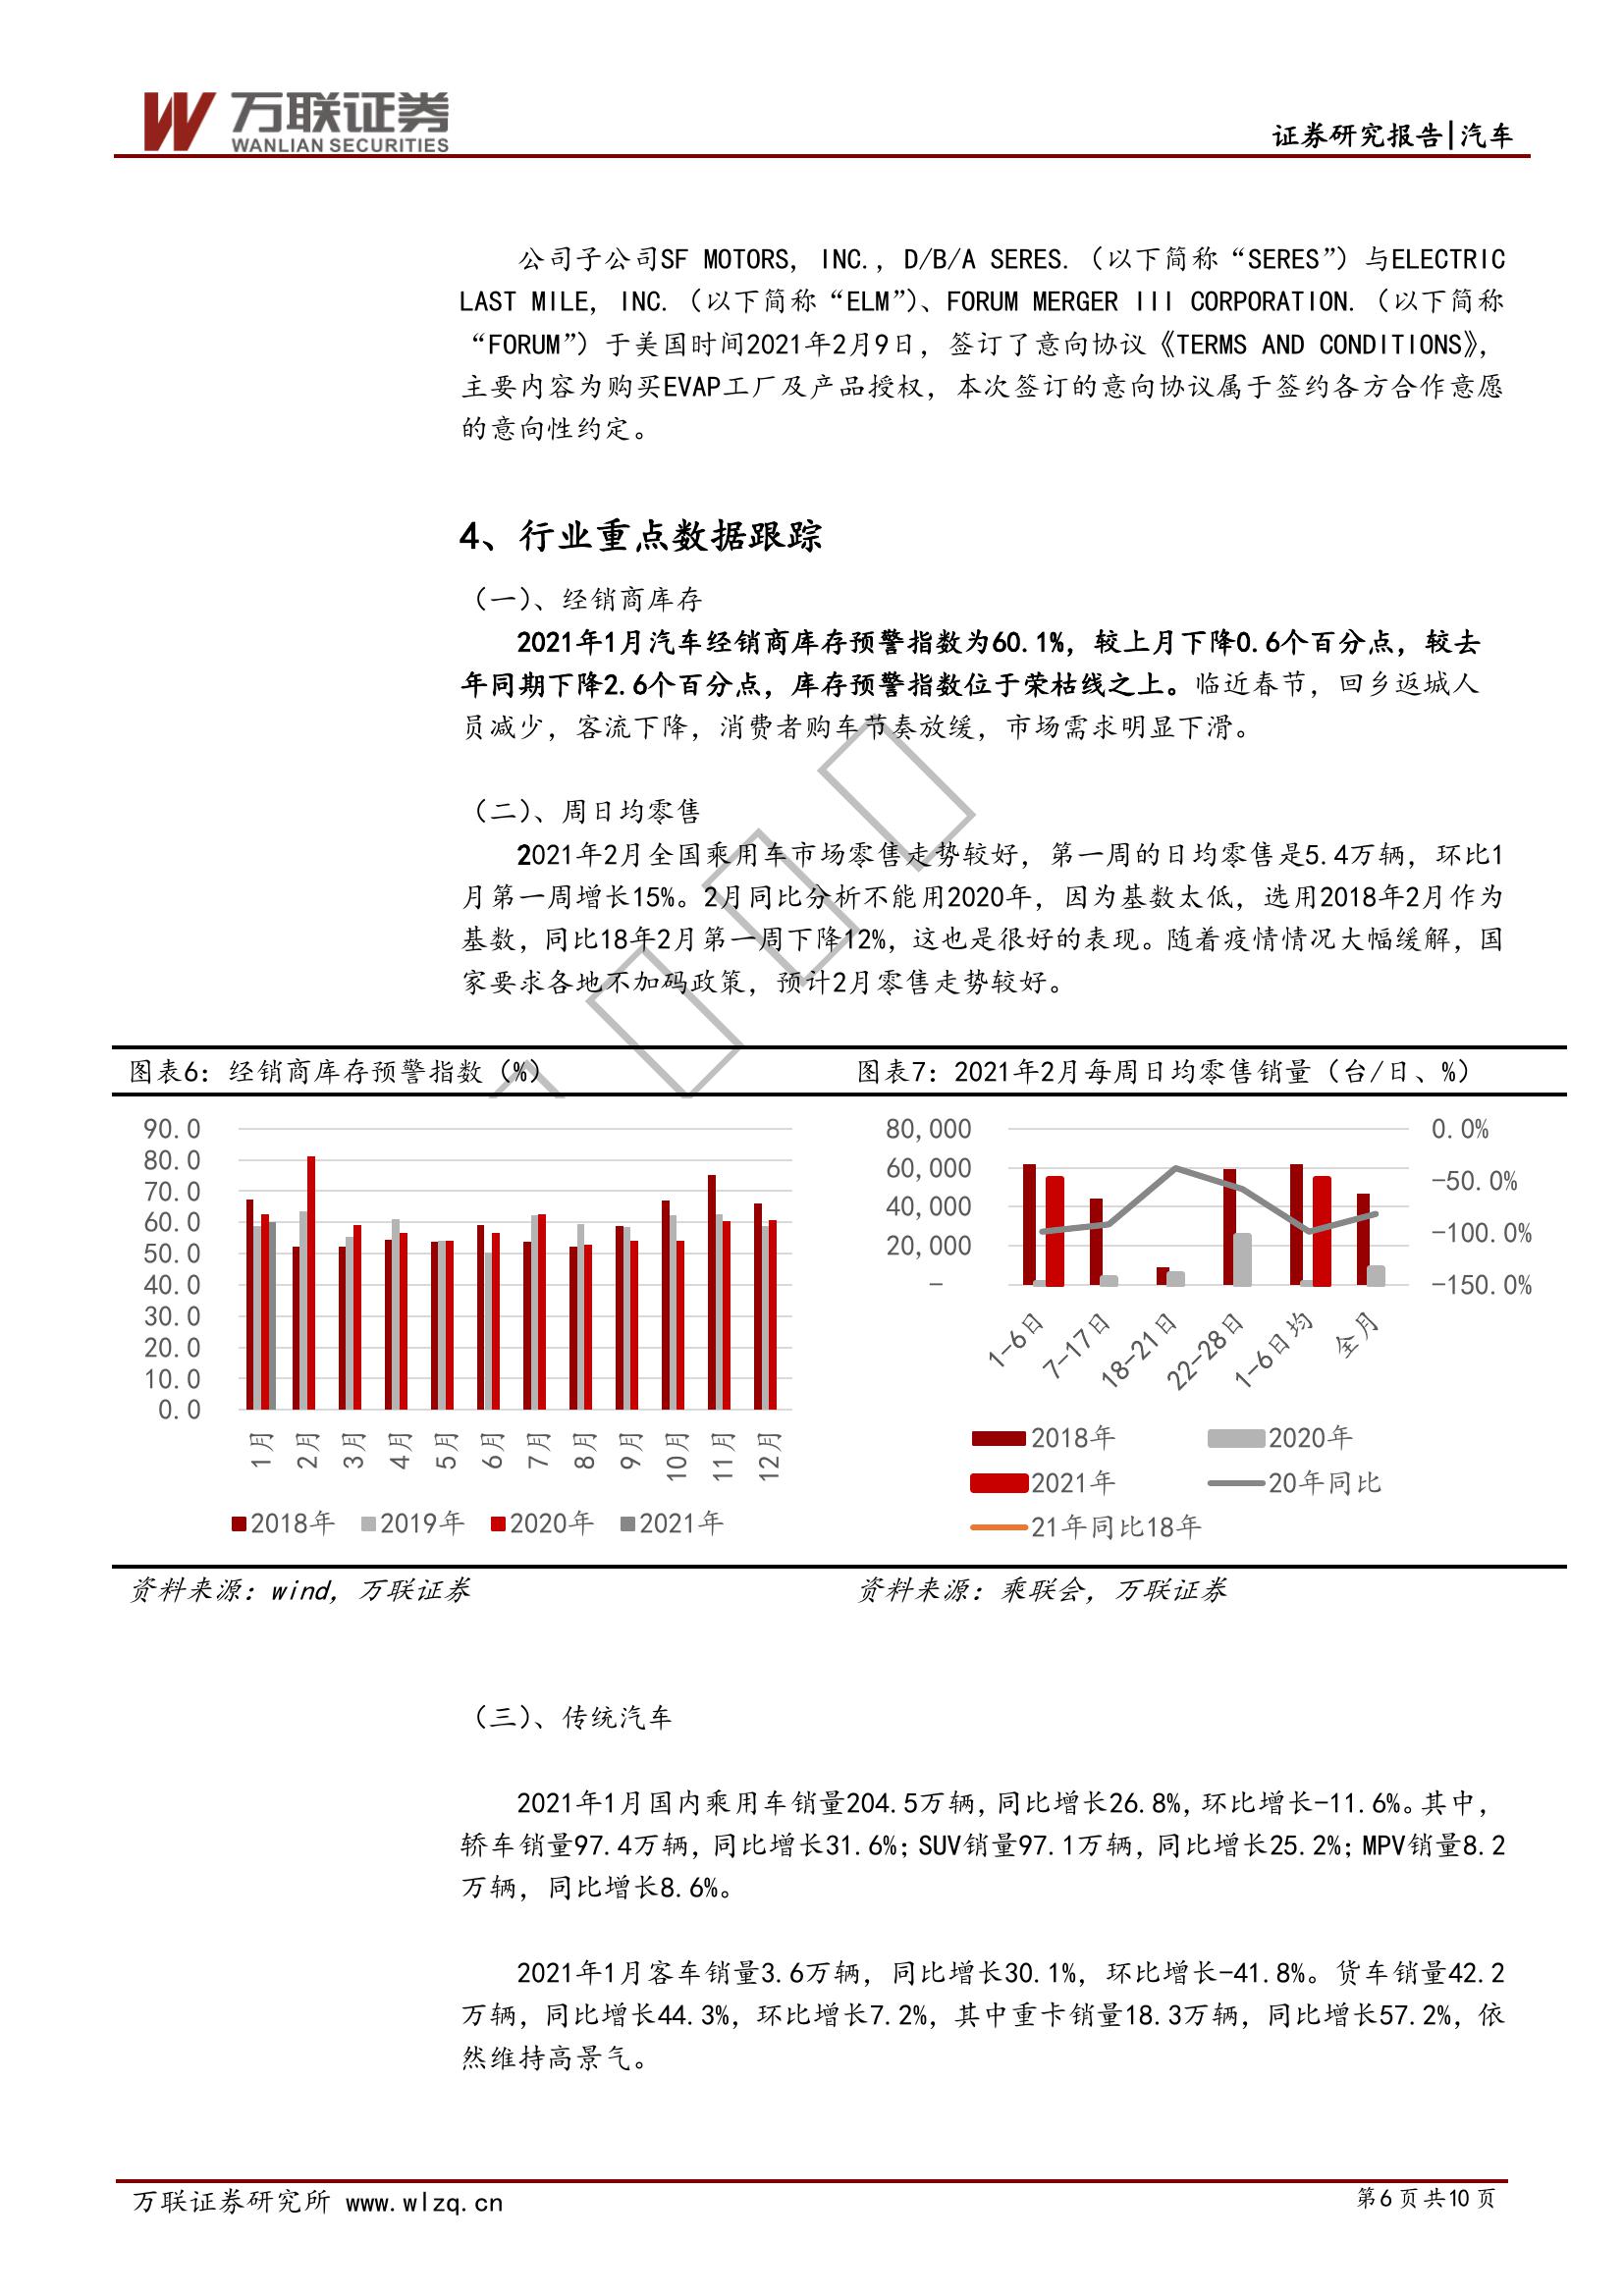 万联证券
WANLIAN SECURITIES
证券研究报告|汽车
公司子公司SF MOTORS, INC., D/B/A SERES.（以下简称“SERES”）与ELECTRIC
LAST MILE, INC.（以下简称“ELM”）、FORUM MERGER III CORPORATION.（以下简称
“FORUM”）于美国时间2021年2月9日，签订了意向协议《TERMS AND CONDITIONS》，
主要内容为购买EVAP工厂及产品授权，本次签订的意向协议属于签约各方合作意愿
的意向性约定。
4、行业重点数据跟踪
（一）、经销商库存
2021年1月汽车经销商库存预警指数为60.1%，较上月下降0.6个百分点，较去
年同期下降2.6个百分点，库存预警指数位于荣枯线之上。临近春节，回乡返城人
员减少，客流下降，消费者购车节奏放缓，市场需求明显下滑。
（二）、周日均零售
2021年2月全国乘用车市场零售走势较好，第一周的日均零售是5.4万辆，环比1
月第一周增长15%。2月同比分析不能用2020年，因为基数太低，选用2018年2月作为
基数，同比18年2月第一周下降12%，这也是很好的表现。随着疫情情况大幅缓解，国
家要求各地不加码政策，预计2月零售走势较好。
图表6：经销商库存预警指数（%）
90.0
80.0
70.0
60.0
50.0
40.0
30.0
20.0
10.0
0.0
1月 2月 3月 4月 5月 6月 7月 8月 9月 10月 11月 12月
2018年 2019年 2020年 2021年
资料来源：wind，万联证券
图表7：2021年2月每周日均零售销量（台/日、%）
80,000
60,000
40,000
20,000
-
0.0%
-50.0%
-100.0%
-150.0%
1-6日 7-17日 18-21日 22-28日 1-6日均 全月
2018年 2020年
2021年 20年同比
21年同比18年
资料来源：乘联会，万联证券
（三）、传统汽车
2021年1月国内乘用车销量204.5万辆，同比增长26.8%，环比增长-11.6%。其中，
轿车销量97.4万辆，同比增长31.6%；SUV销量97.1万辆，同比增长25.2%；MPV销量8.2
万辆，同比增长8.6%。
2021年1月客车销量3.6万辆，同比增长30.1%，环比增长-41.8%。货车销量42.2
万辆，同比增长44.3%，环比增长7.2%，其中重卡销量18.3万辆，同比增长57.2%，依
然维持高景气。
万联证券研究所 www.wlzq.cn
第6页共10页